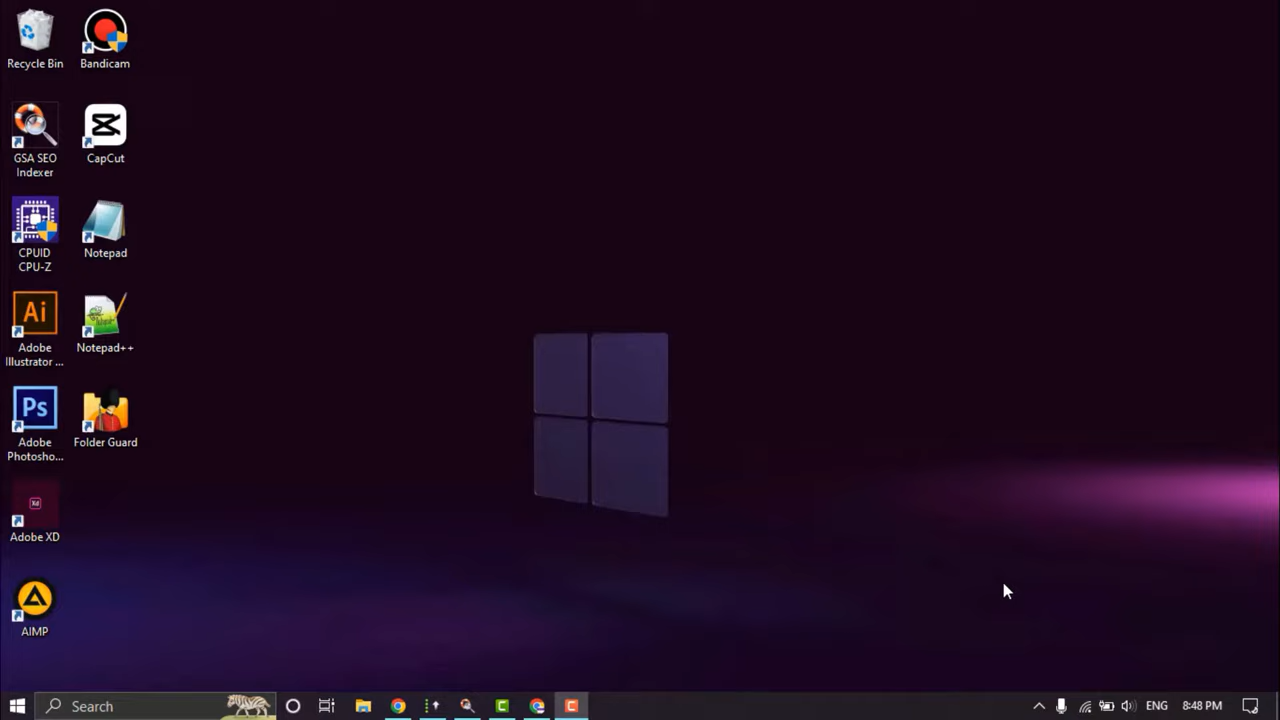 Recycle Bin
Bandicam
GSA SEO
Indexer
CapCut
CPUID
CPU-Z
Notepad
Ai
Adobe
Illustrator ...
Notepad++
Ps
Adobe
Photosho...
Folder Guard
Xd
Adobe XD
AIMP
Search
ENG
8:48 PM